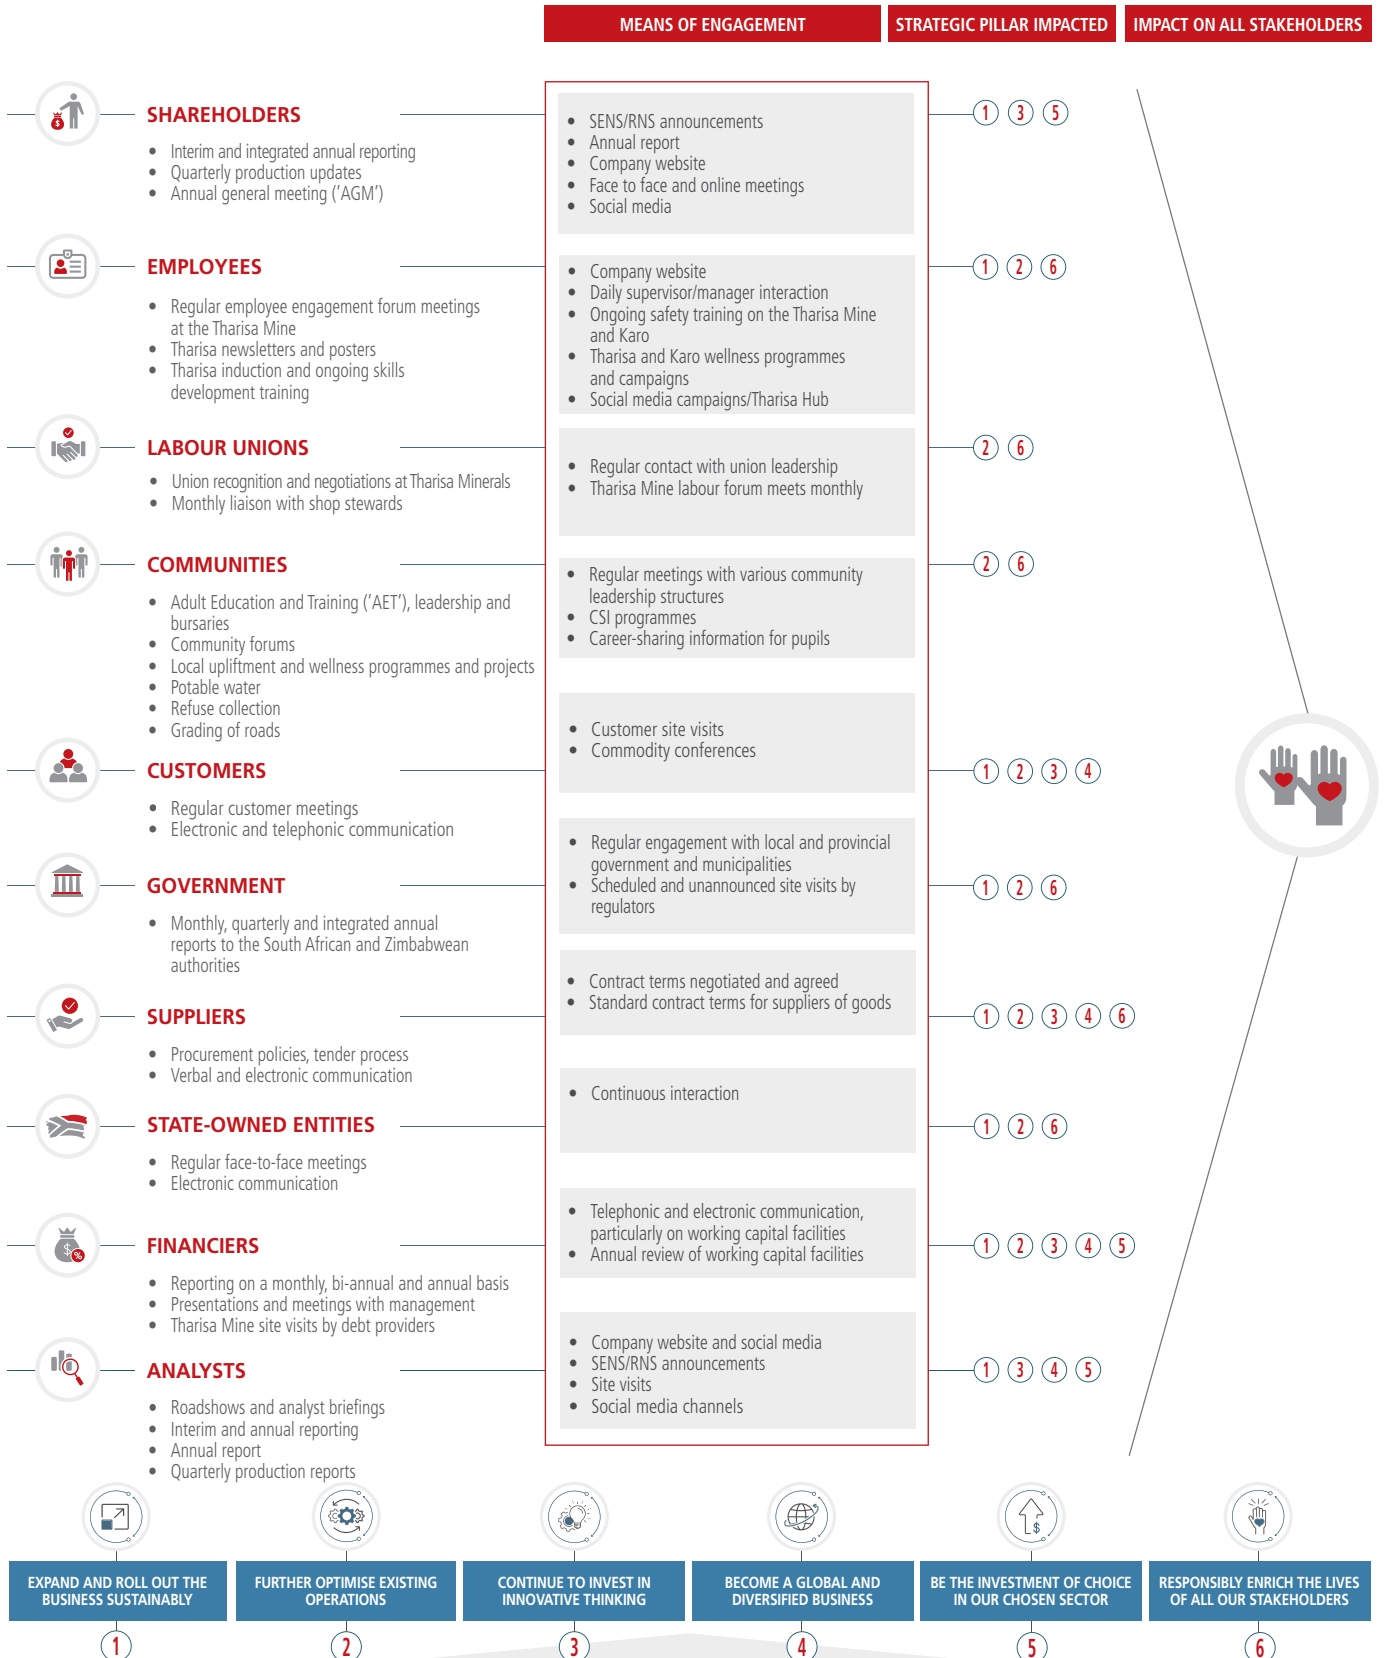 MEANS OF ENGAGEMENT
STRATEGIC PILLAR IMPACTED
IMPACT ON ALL STAKEHOLDERS
SHAREHOLDERS
• Interim and integrated annual reporting
• Quarterly production updates
• Annual general meeting ('AGM')
• SENS/RNS announcements
• Annual report
• Company website
• Face to face and online meetings
• Social media
1 3 5
EMPLOYEES
• Regular employee engagement forum meetings
at the Tharisa Mine
• Tharisa newsletters and posters
• Tharisa induction and ongoing skills
development training
• Company website
• Daily supervisor/manager interaction
• Ongoing safety training on the Tharisa Mine
and Karo
• Tharisa and Karo wellness programmes
and campaigns
• Social media campaigns/Tharisa Hub
1 2 6
LABOUR UNIONS
• Union recognition and negotiations at Tharisa Minerals
• Monthly liaison with shop stewards
• Regular contact with union leadership
• Tharisa Mine labour forum meets monthly
2 6
COMMUNITIES
• Adult Education and Training ('AET'), leadership and
bursaries
• Community forums
• Local upliftment and wellness programmes and projects
• Potable water
• Refuse collection
• Grading of roads
• Regular meetings with various community
leadership structures
• CSI programmes
• Career-sharing information for pupils
2 6
CUSTOMERS
• Regular customer meetings
• Electronic and telephonic communication
• Customer site visits
• Commodity conferences
1 2 3 4
GOVERNMENT
• Monthly, quarterly and integrated annual
reports to the South African and Zimbabwean
authorities
• Regular engagement with local and provincial
government and municipalities
• Scheduled and unannounced site visits by
regulators
1 2 6
SUPPLIERS
• Procurement policies, tender process
• Verbal and electronic communication
• Contract terms negotiated and agreed
• Standard contract terms for suppliers of goods
1 2 3 4 6
STATE-OWNED ENTITIES
• Regular face-to-face meetings
• Electronic communication
• Continuous interaction
1 2 6
$ %
FINANCIERS
• Reporting on a monthly, bi-annual and annual basis
• Presentations and meetings with management
• Tharisa Mine site visits by debt providers
• Telephonic and electronic communication,
particularly on working capital facilities
• Annual review of working capital facilities
1 2 3 4 5
ANALYSTS
• Roadshows and analyst briefings
• Interim and annual reporting
• Annual report
• Quarterly production reports
• Company website and social media
• SENS/RNS announcements
• Site visits
• Social media channels
1 3 4 5
EXPAND AND ROLL OUT THE
BUSINESS SUSTAINABLY
1
FURTHER OPTIMISE EXISTING
OPERATIONS
2
CONTINUE TO INVEST IN
INNOVATIVE THINKING
3
BECOME A GLOBAL AND
DIVERSIFIED BUSINESS
4
$
BE THE INVESTMENT OF CHOICE
IN OUR CHOSEN SECTOR
5
RESPONSIBLY ENRICH THE LIVES
OF ALL OUR STAKEHOLDERS
6